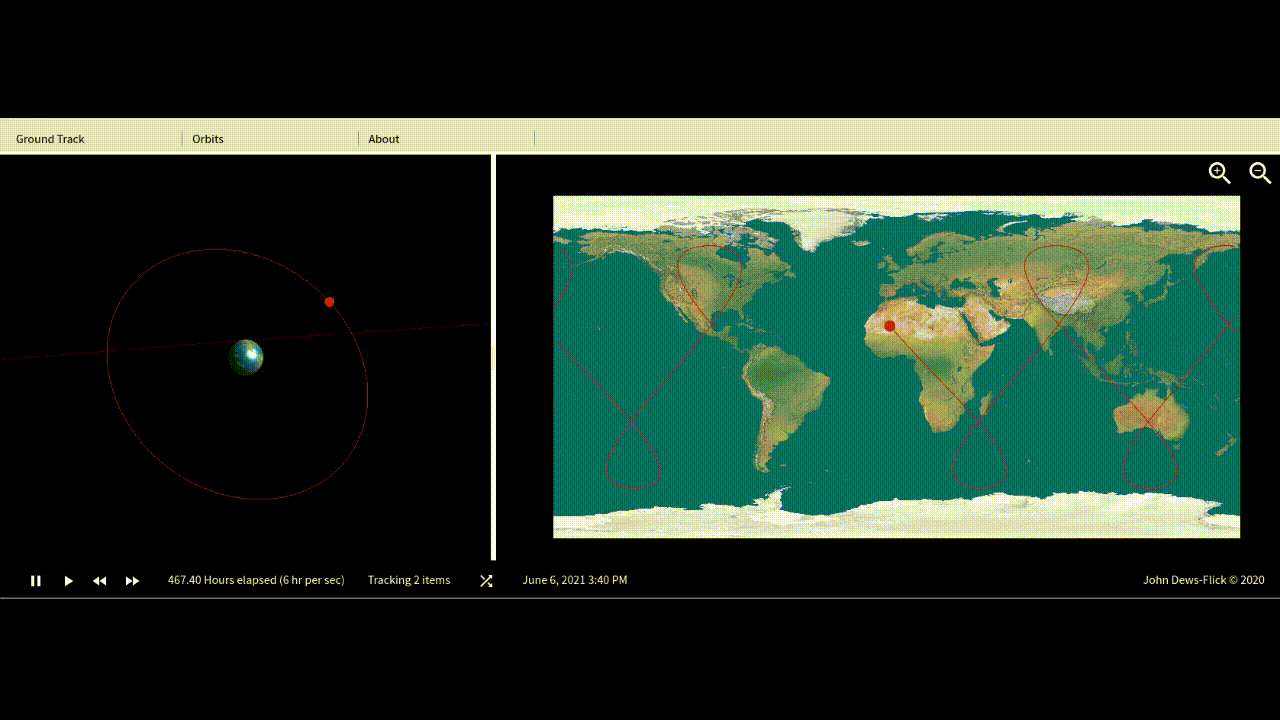 Ground Track
Orbits
About
467.40 Hours elapsed (6 hr per sec)
Tracking 2 items
June 6, 2021 3:40 PM
John Dews-Flick © 2020